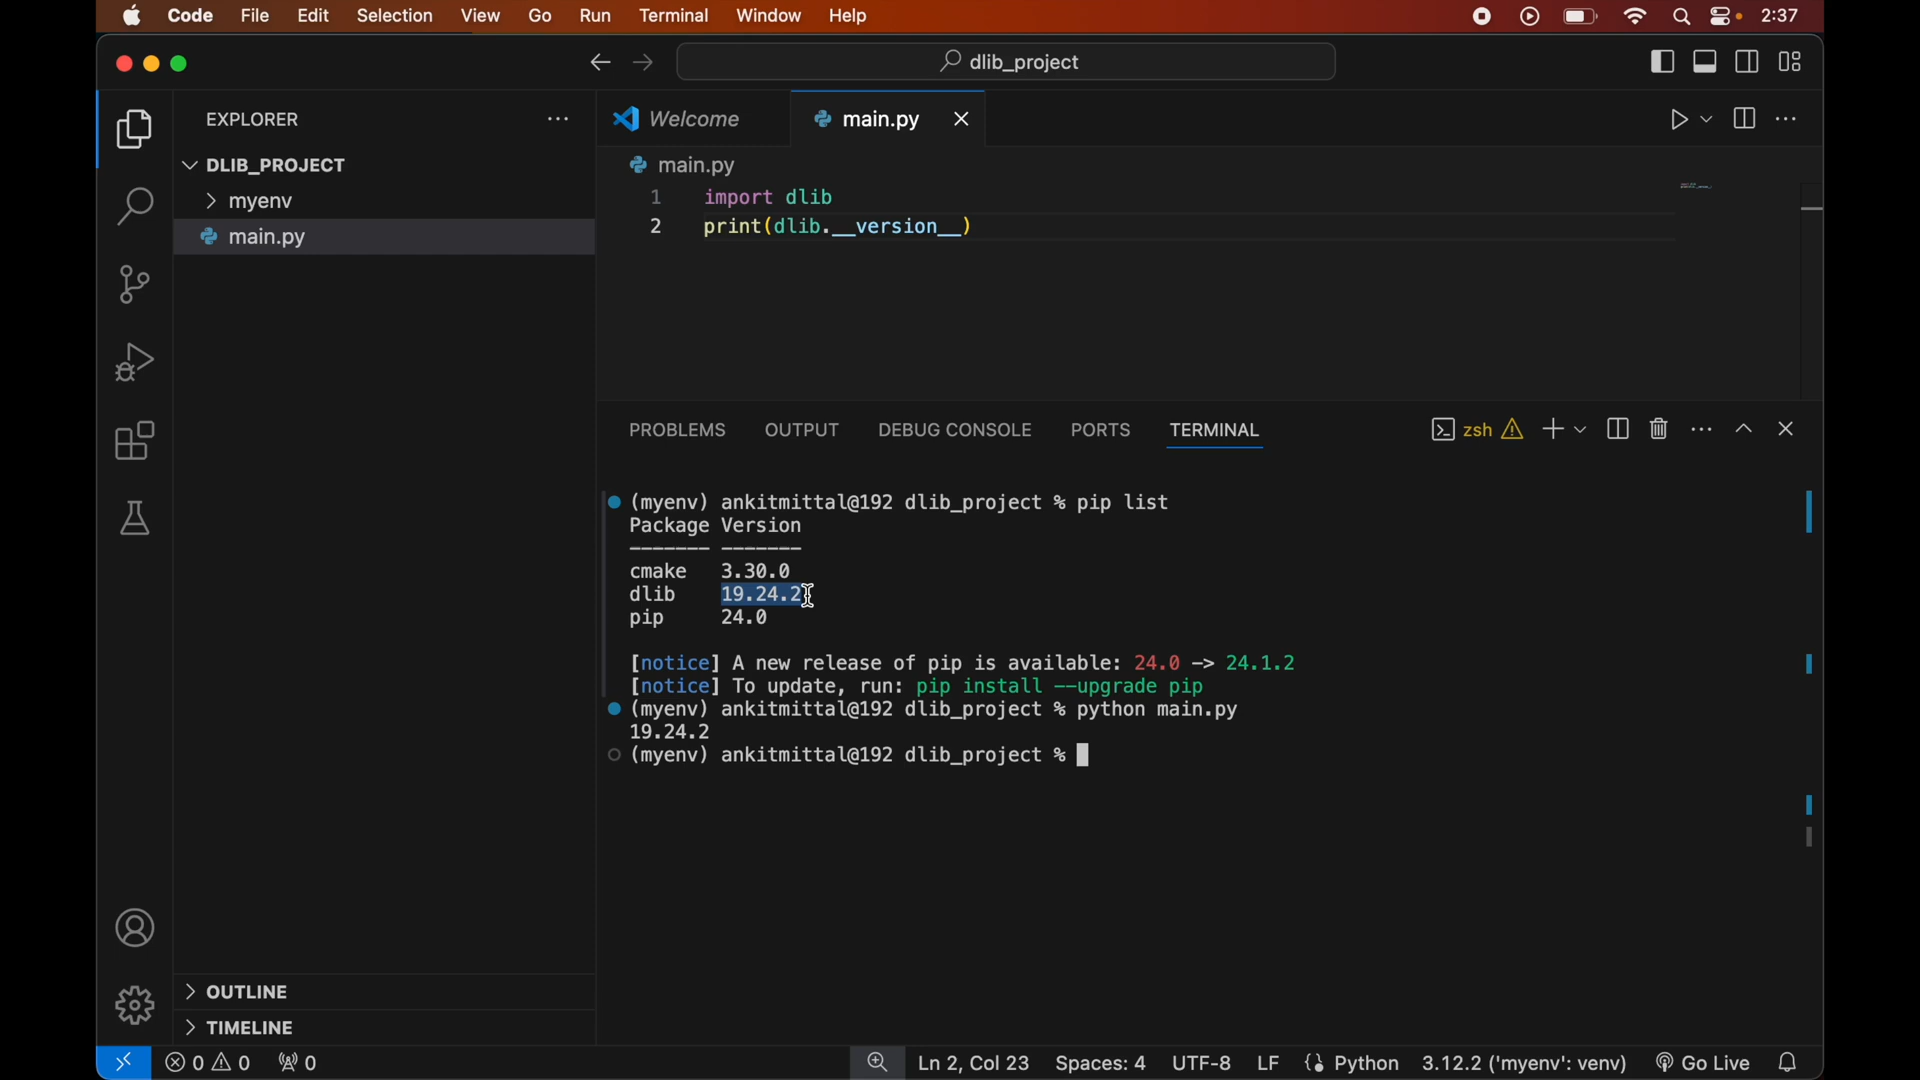 Code File Edit Selection View Go Run Terminal Window Help 2:37
dlib_project
EXPLORER
DLIB_PROJECT
myenv
main.py
OUTLINE
TIMELINE
Welcome main.py
main.py
1 import dlib
2 print(dlib.__version__)
PROBLEMS OUTPUT DEBUG CONSOLE PORTS TERMINAL zsh
(myenv) ankitmittal@192 dlib_project % pip list
Package Version
------- -------
cmake 3.30.0
dlib 19.24.2
pip 24.0
[notice] A new release of pip is available: 24.0 -> 24.1.2
[notice] To update, run: pip install --upgrade pip
(myenv) ankitmittal@192 dlib_project % python main.py
19.24.2
(myenv) ankitmittal@192 dlib_project %
0 0 0 Ln 2, Col 23 Spaces: 4 UTF-8 LF Python 3.12.2 ('myenv': venv) Go Live